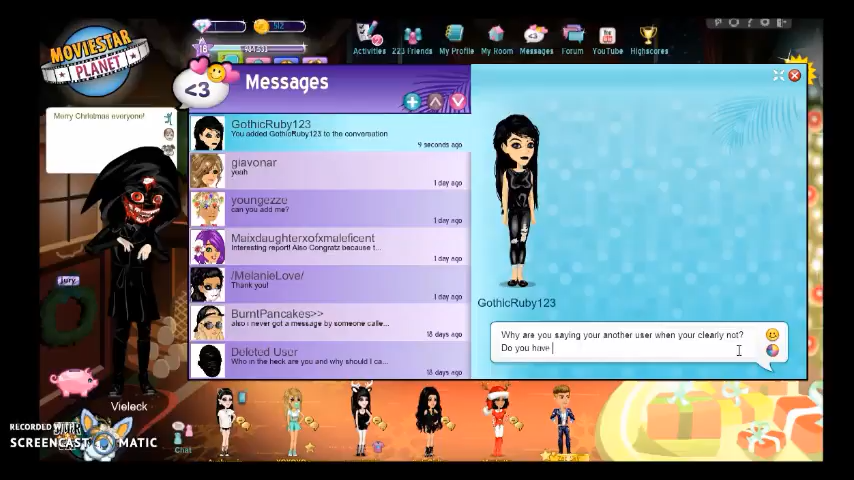 MOVIESTAR
PLANET
18
Activities
223 Friends
My Profile
My Room
Messages
Forum
YouTube
Highscores
Merry Christmas everyone!
<3
Messages
GothicRuby123
You added GothicRuby123 to the conversation
9 seconds ago
giavonar
yeah
1 day ago
youngezze
can you add me?
1 day ago
Maixdaughterxofxmaleficent
Interesting report! Also Congratz because t...
1 day ago
/MelanieLove/
Thank you!
1 day ago
BurntPancakes>>
also i never got a message by someone calle...
18 days ago
Deleted User
Who in the heck are you and why should I ca...
18 days ago
GothicRuby123
Why are you saying your another user when your clearly not?
Do you have
Jury
Vieleck
Chat
RECORDED WITH
SCREENCAST MATIC